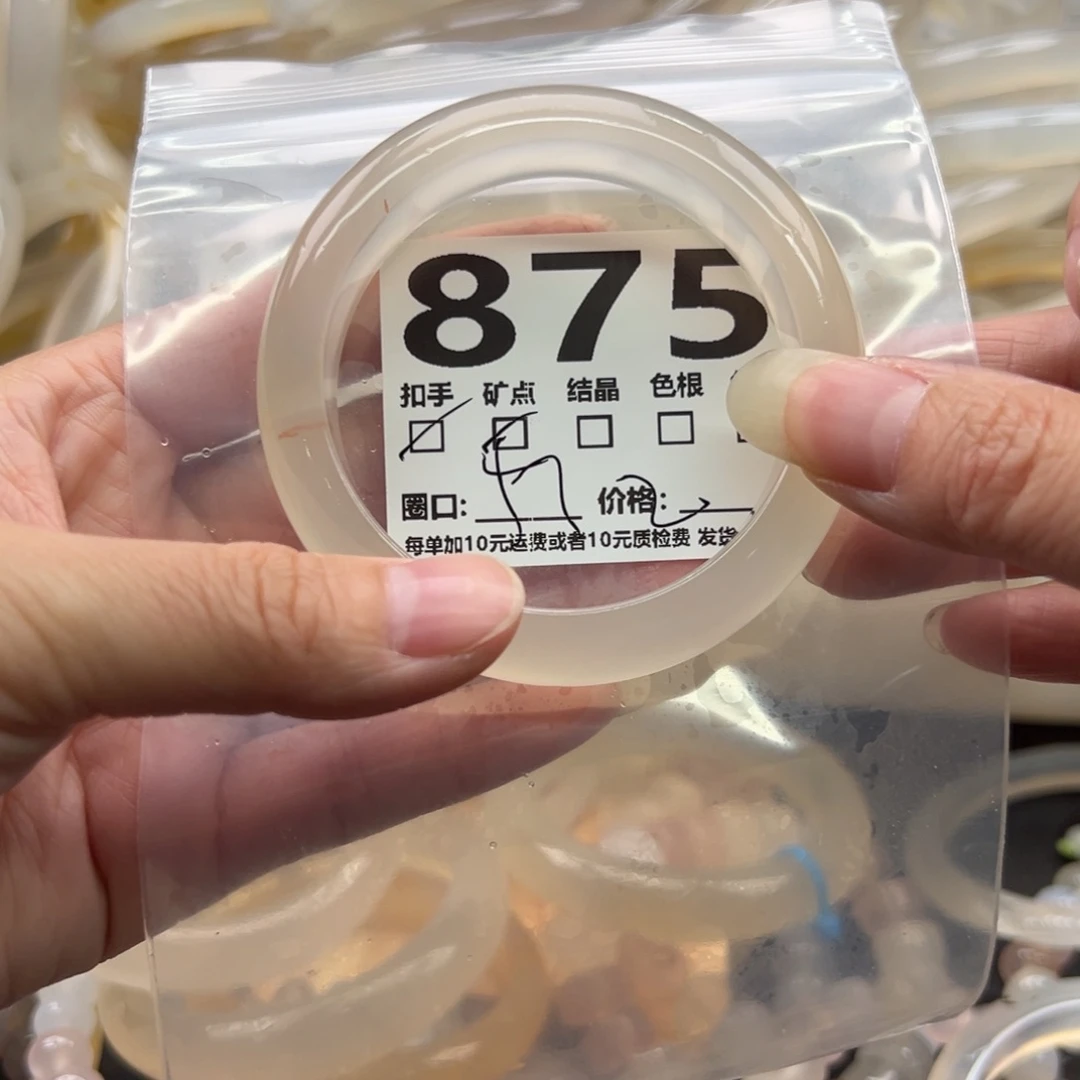 875
扣手 矿点 结晶 色根
圈口: 价格:
每单加10元运费或者10元质检费 发货